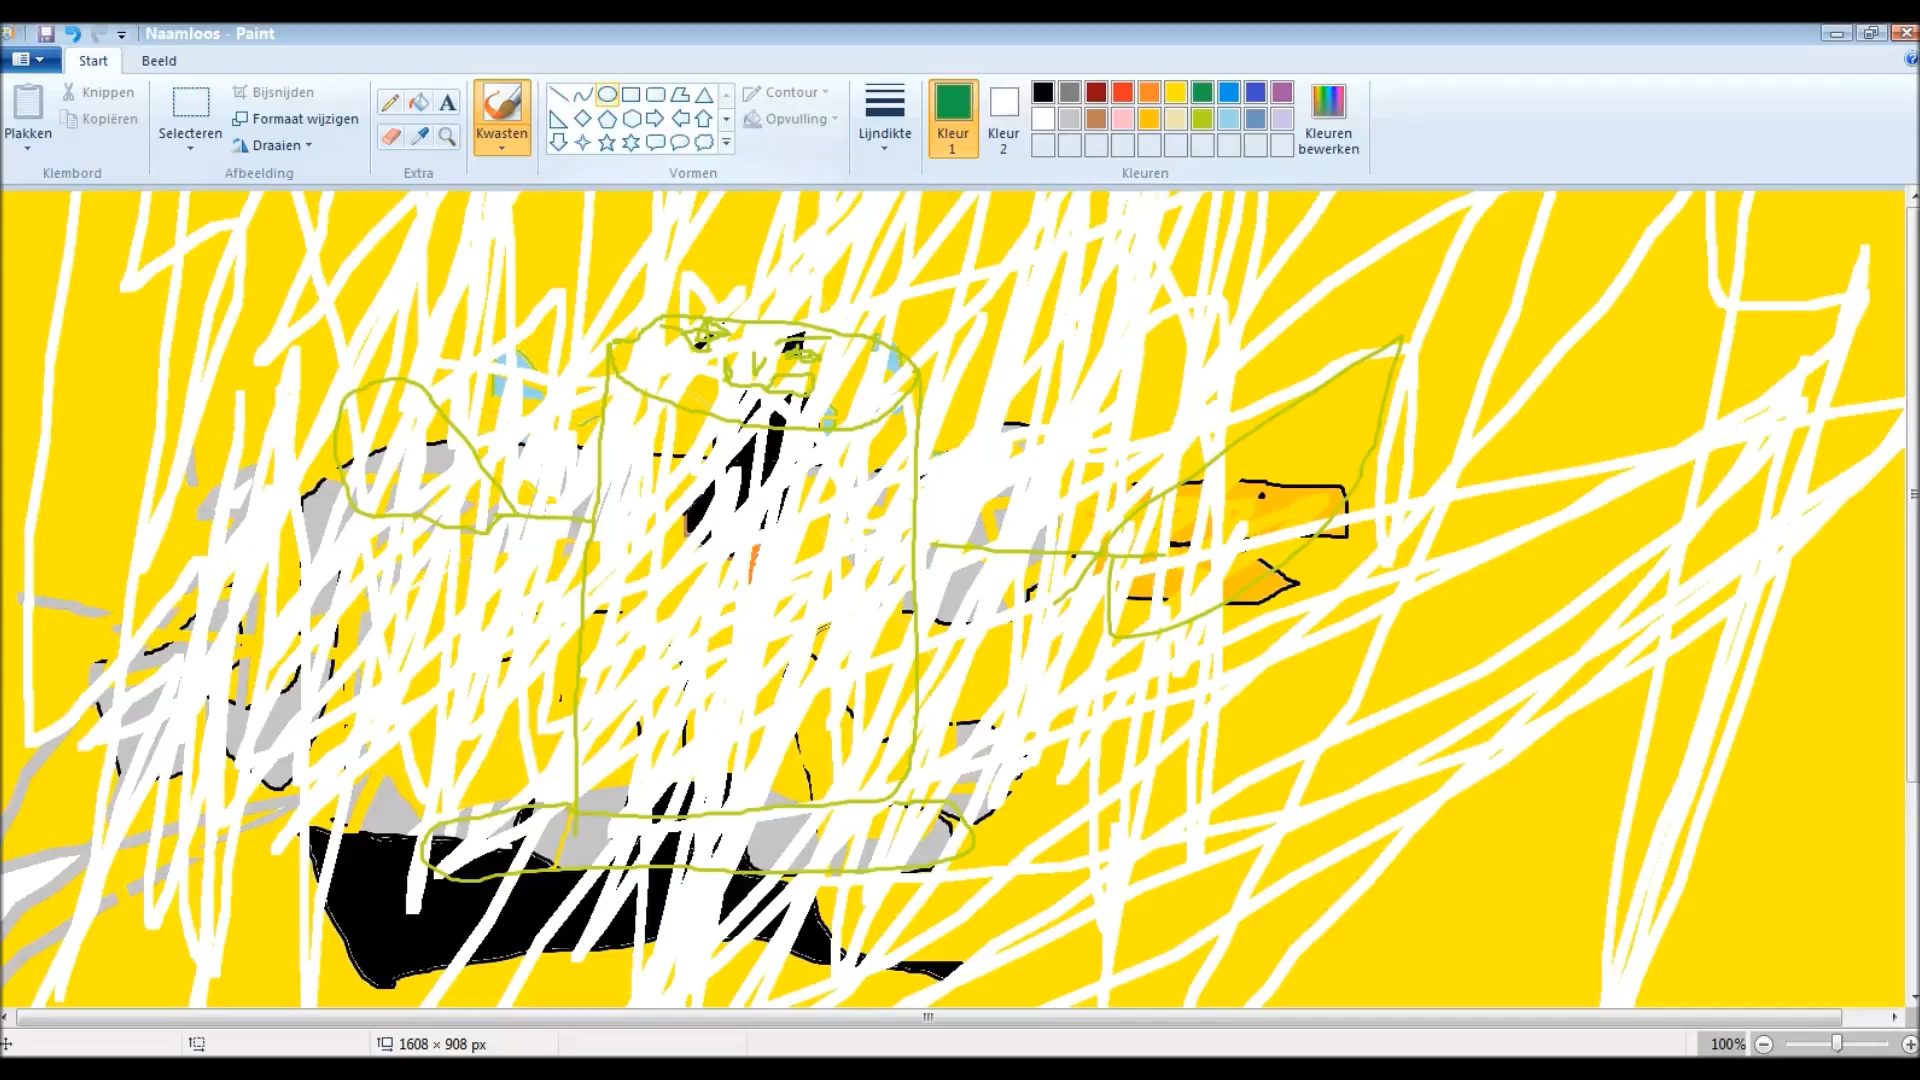 Naamloos - Paint
Start
Beeld
Plakken
Knippen
Kopiëren
Klembord
Selecteren
Bijsnijden
Formaat wijzigen
Draaien
Afbeelding
A
Extra
Kwasten
Contour
Opvulling
Vormen
Lijndikte
Kleur
1
Kleur
2
Kleuren
bewerken
Kleuren
1608 × 908 px
100%